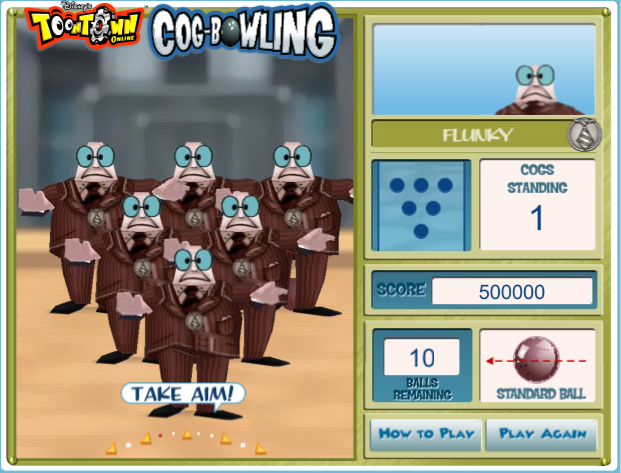 Disney's
TOONTOWN
ONLINE
COG-BOWLING
FLUNKY
COGS
STANDING
1
SCORE 500000
10
BALLS
REMAINING
STANDARD BALL
TAKE AIM!
HOW TO PLAY
PLAY AGAIN